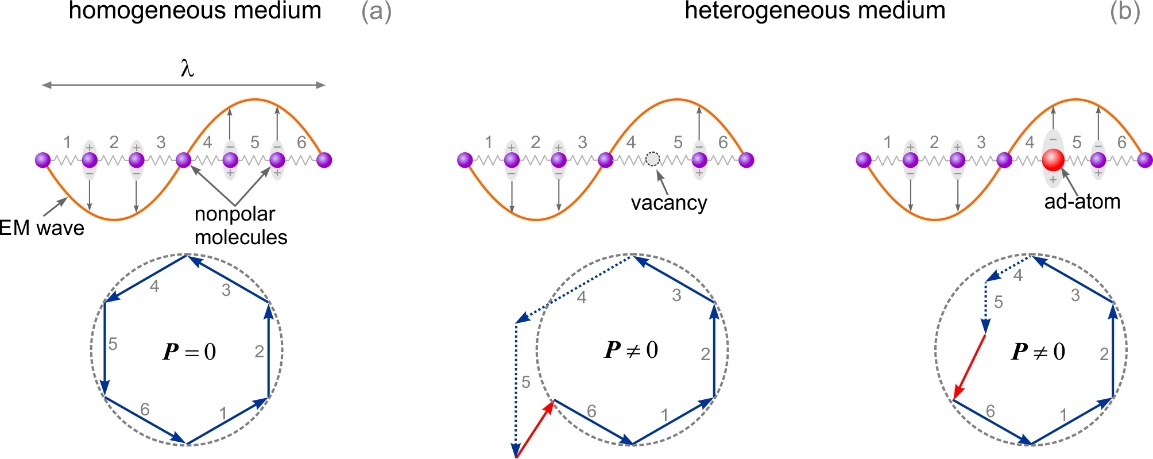 homogeneous medium
(a)
heterogeneous medium
(b)
λ
1 2 3 4 5 6
+ + − −
− − + +
EM wave
nonpolar
molecules
1 2 3 4 5 6
+ + −
− − +
vacancy
1 2 3 4 5 6
+ + − −
− − + +
ad-atom
4 3
5 P = 0 2
6 1
4 3
5 P ≠ 0 2
6 1
4 3
5 P ≠ 0 2
6 1